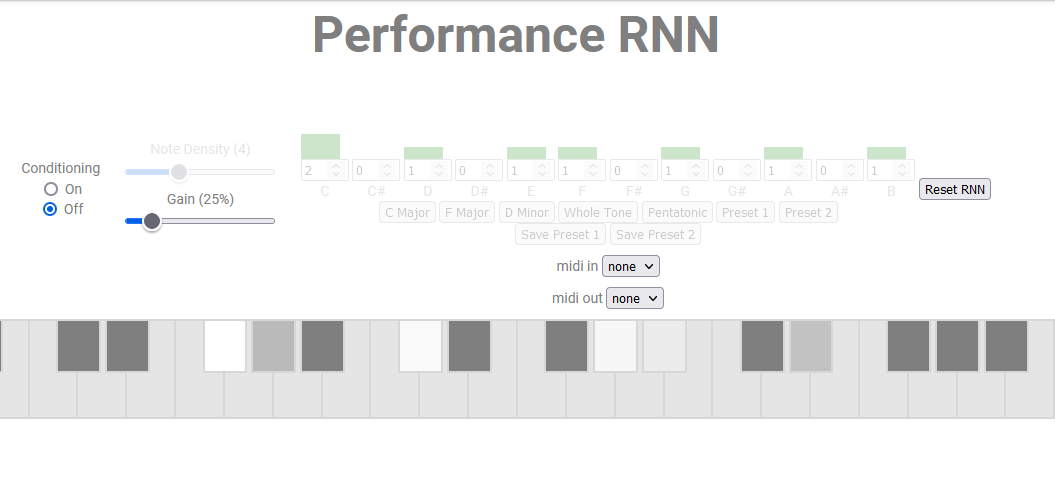 Performance RNN
Note Density (4)
Conditioning
On
Off
Gain (25%)
2 0 1 0 1 1 0 1 0 1 0 1
C C# D D# E F F# G G# A A# B
Reset RNN
C Major F Major D Minor Whole Tone Pentatonic Preset 1 Preset 2
Save Preset 1 Save Preset 2
midi in none
midi out none